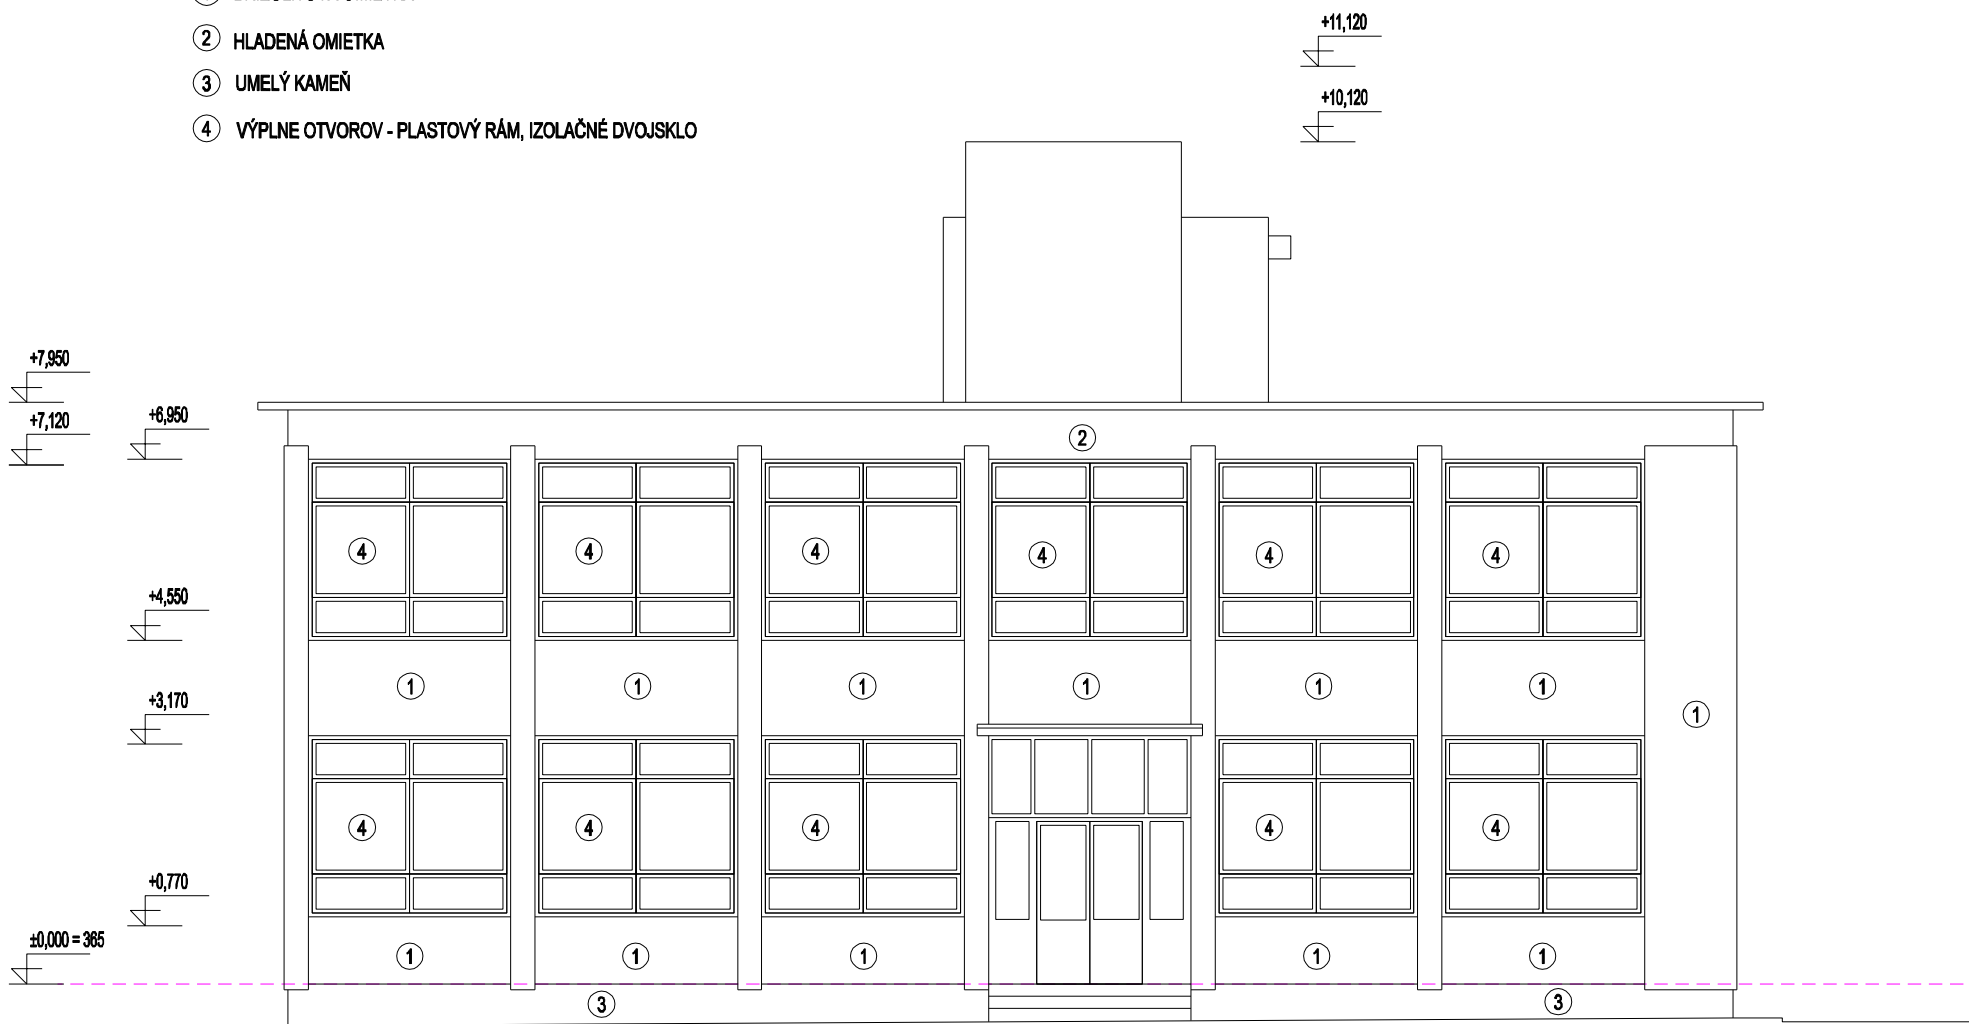 2 HLADENÁ OMIETKA
3 UMELÝ KAMEŇ
4 VÝPLNE OTVOROV - PLASTOVÝ RÁM, IZOLAČNÉ DVOJSKLO
+11,120
+10,120
+7,950
+7,120
+6,950
2
4 4 4 4 4 4
+4,550
1 1 1 1 1 1
+3,170
1
4 4 4 4 4
+0,770
±0,000 = 365
1 1 1 1 1
3 3